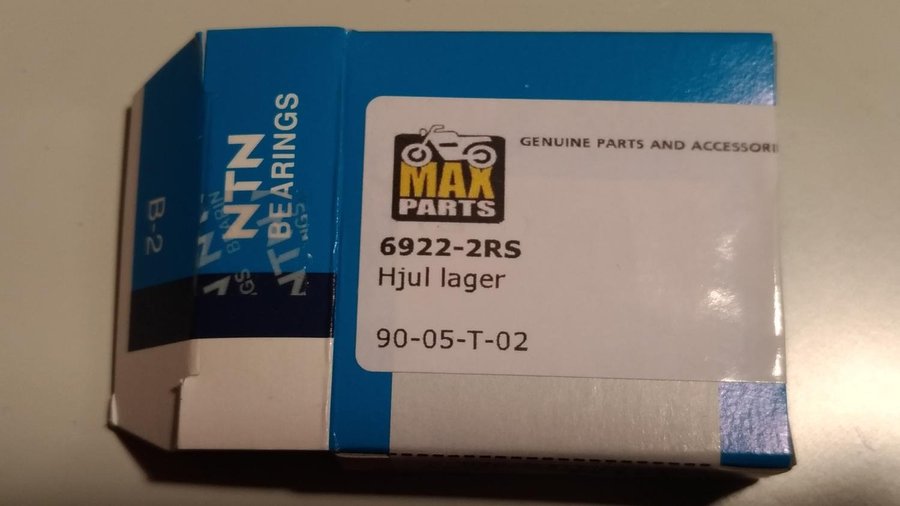 B-2
NTN
BEARINGS
GENUINE PARTS AND ACCESSORI
MAX
PARTS
6922-2RS
Hjul lager
90-05-T-02